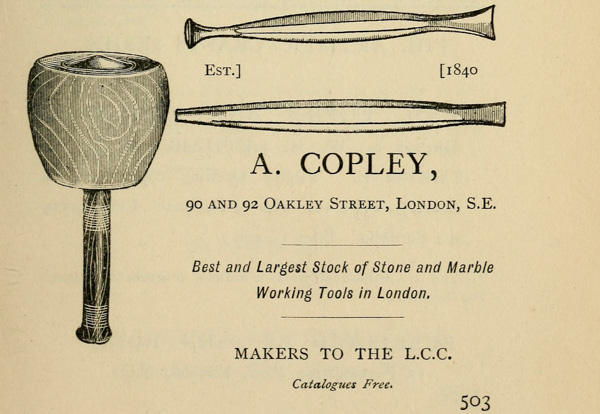 EST.] [1840
A. COPLEY,
90 AND 92 OAKLEY STREET, LONDON, S.E.
Best and Largest Stock of Stone and Marble
Working Tools in London.
MAKERS TO THE L.C.C.
Catalogues Free.
503